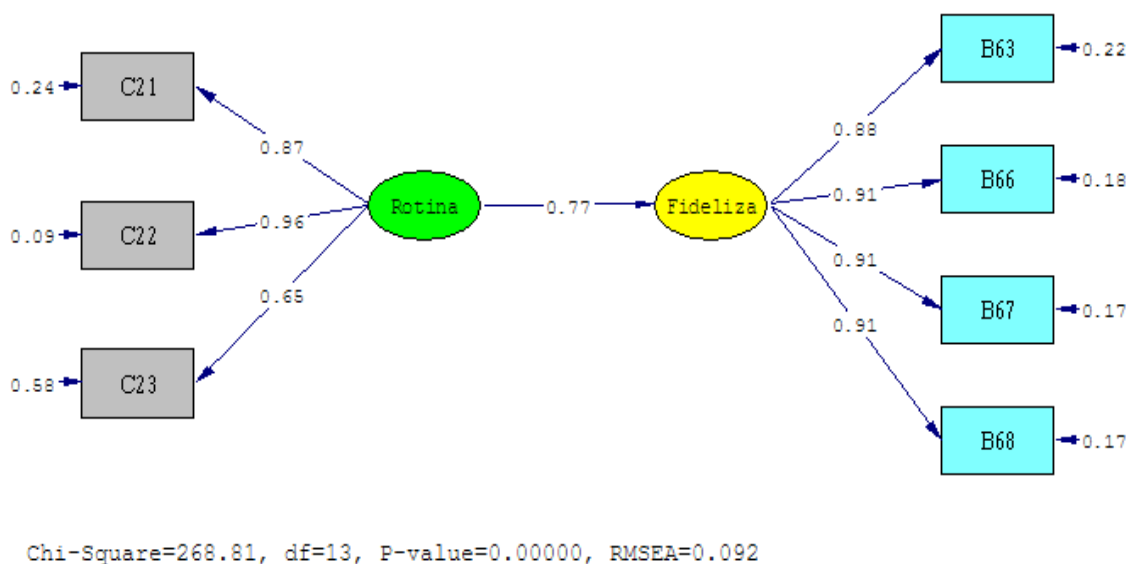 B63
0.22
C21
0.24
0.88
0.87
B66
0.18
0.91
Rotina
0.77
Fideliza
C22
0.09
0.96
0.91
0.65
B67
0.17
0.91
C23
0.58
B68
0.17
Chi-Square=268.81, df=13, P-value=0.00000, RMSEA=0.092